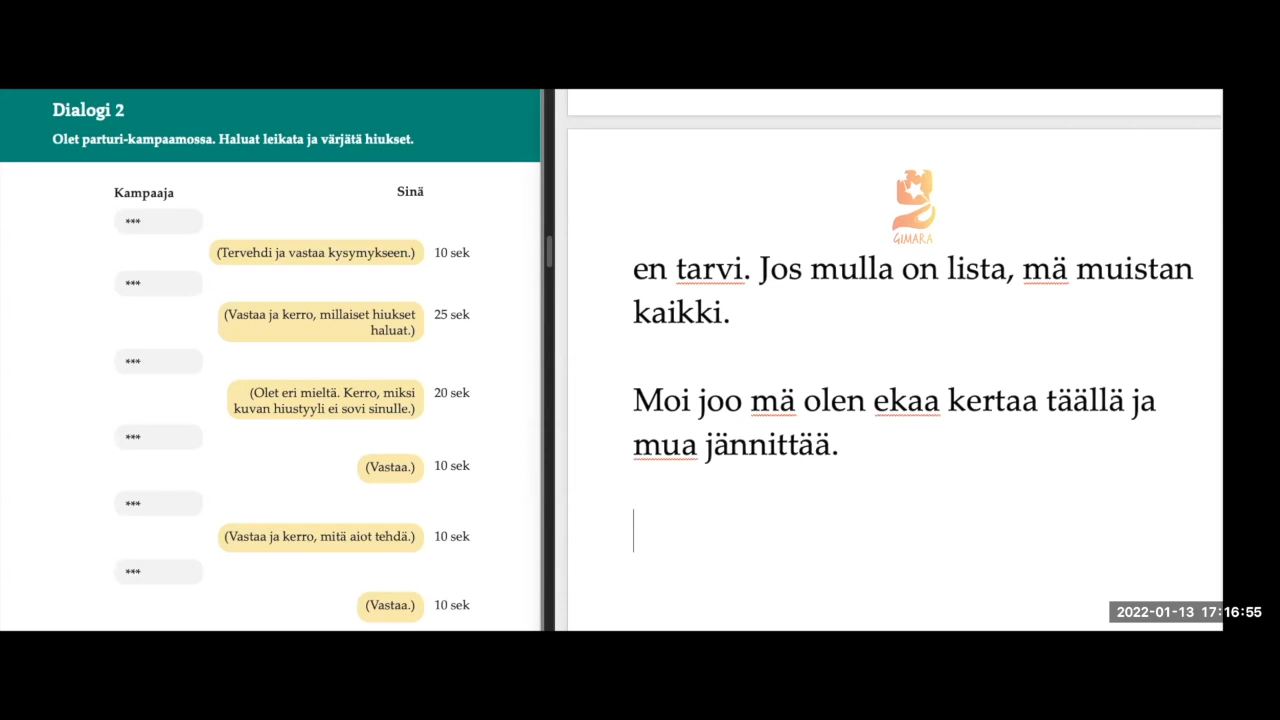 Dialogi 2
Olet parturi-kampaamossa. Haluat leikata ja värjätä hiukset.
Kampaaja
Sinä
***
(Tervehdi ja vastaa kysymykseen.) 10 sek
***
(Vastaa ja kerro, millaiset hiukset 25 sek
haluat.)
***
(Olet eri mieltä. Kerro, miksi 20 sek
kuvan hiustyyli ei sovi sinulle.)
***
(Vastaa.) 10 sek
***
(Vastaa ja kerro, mitä aiot tehdä.) 10 sek
***
(Vastaa.) 10 sek
GIMARA
en tarvi. Jos mulla on lista, mä muistan
kaikki.
Moi joo mä olen ekaa kertaa täällä ja
mua jännittää.
2022-01-13 17:16:55